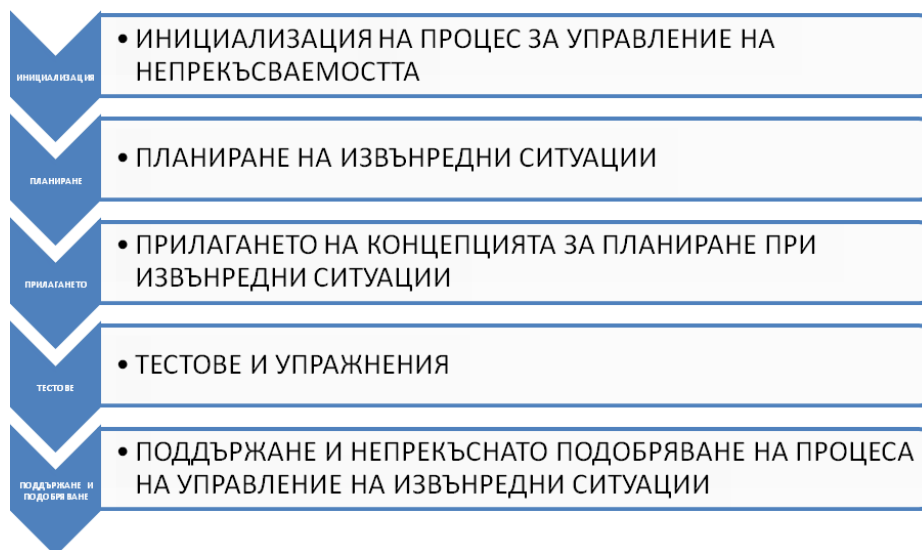 ИНИЦИАЛИЗАЦИЯ
• ИНИЦИАЛИЗАЦИЯ НА ПРОЦЕС ЗА УПРАВЛЕНИЕ НА
НЕПРЕКЪСВАЕМОСТТА
ПЛАНИРАНЕ
• ПЛАНИРАНЕ НА ИЗВЪНРЕДНИ СИТУАЦИИ
ПРИЛАГАНЕТО
• ПРИЛАГАНЕТО НА КОНЦЕПЦИЯТА ЗА ПЛАНИРАНЕ ПРИ
ИЗВЪНРЕДНИ СИТУАЦИИ
ТЕСТОВЕ
• ТЕСТОВЕ И УПРАЖНЕНИЯ
ПОДДЪРЖАНЕ И
ПОДОБРЯВАНЕ
• ПОДДЪРЖАНЕ И НЕПРЕКЪСНАТО ПОДОБРЯВАНЕ НА ПРОЦЕСА
НА УПРАВЛЕНИЕ НА ИЗВЪНРЕДНИ СИТУАЦИИ